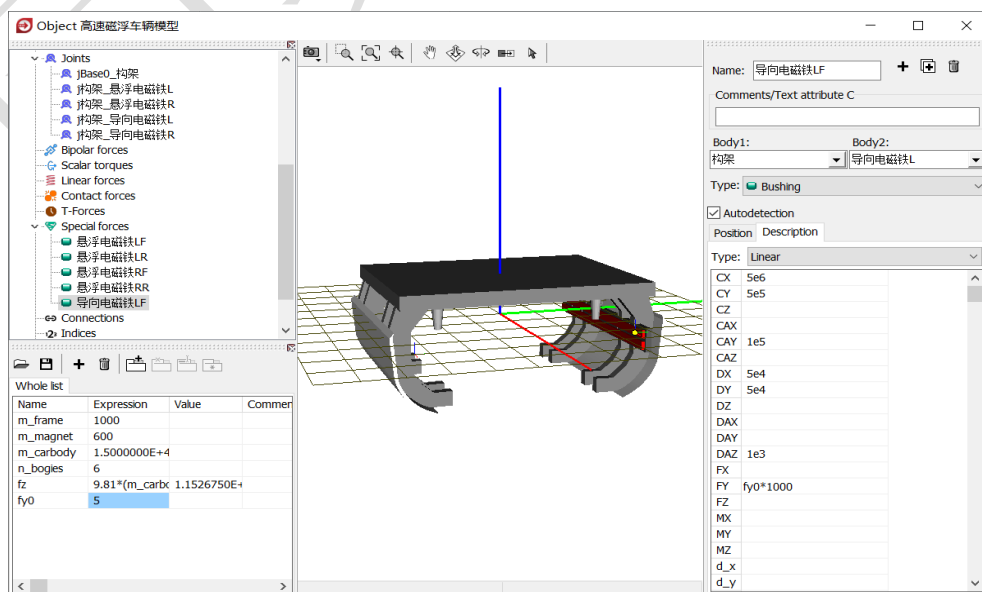 Object 高速磁浮车辆模型
Joints
jBase0_构架
j构架_悬浮电磁铁L
j构架_悬浮电磁铁R
j构架_导向电磁铁L
j构架_导向电磁铁R
Bipolar forces
Scalar torques
Linear forces
Contact forces
T-Forces
Special forces
悬浮电磁铁LF
悬浮电磁铁LR
悬浮电磁铁RF
悬浮电磁铁RR
导向电磁铁LF
Connections
Indices
Whole list
Name Expression Value Commen
m_frame 1000
m_magnet 600
m_carbody 1.5000000E+4
n_bogies 6
fz 9.81*(m_carbc 1.1526750E+
fy0 5
Name: 导向电磁铁LF
Comments/Text attribute C
Body1: Body2:
构架 导向电磁铁L
Type: Bushing
Autodetection
Position Description
Type: Linear
CX 5e6
CY 5e5
CZ
CAX
CAY 1e5
CAZ
DX 5e4
DY 5e4
DZ
DAX
DAY
DAZ 1e3
FX
FY fy0*1000
FZ
MX
MY
MZ
d_x
d_y